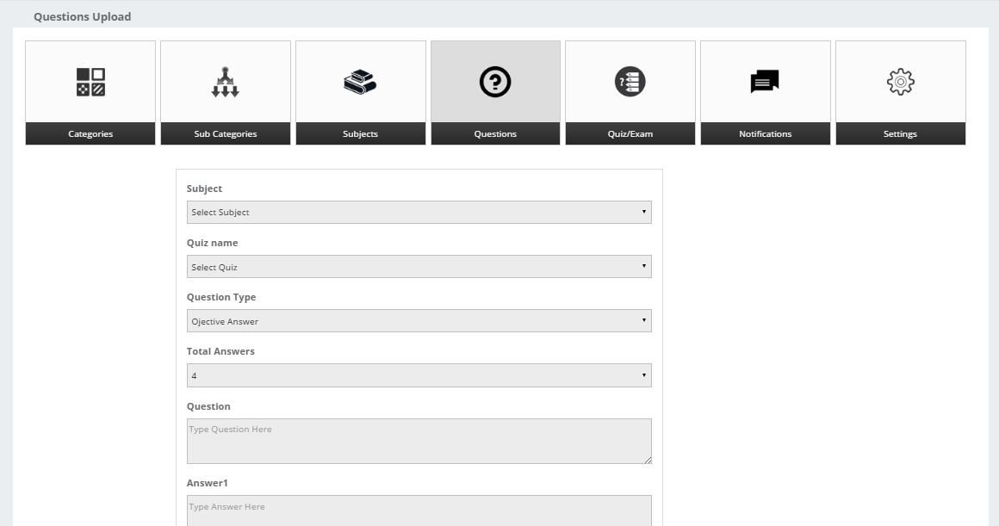 Questions Upload
Categories
Sub Categories
Subjects
Questions
Quiz/Exam
Notifications
Settings
Subject
Select Subject
Quiz name
Select Quiz
Question Type
Ojective Answer
Total Answers
4
Question
Type Question Here
Answer1
Type Answer Here